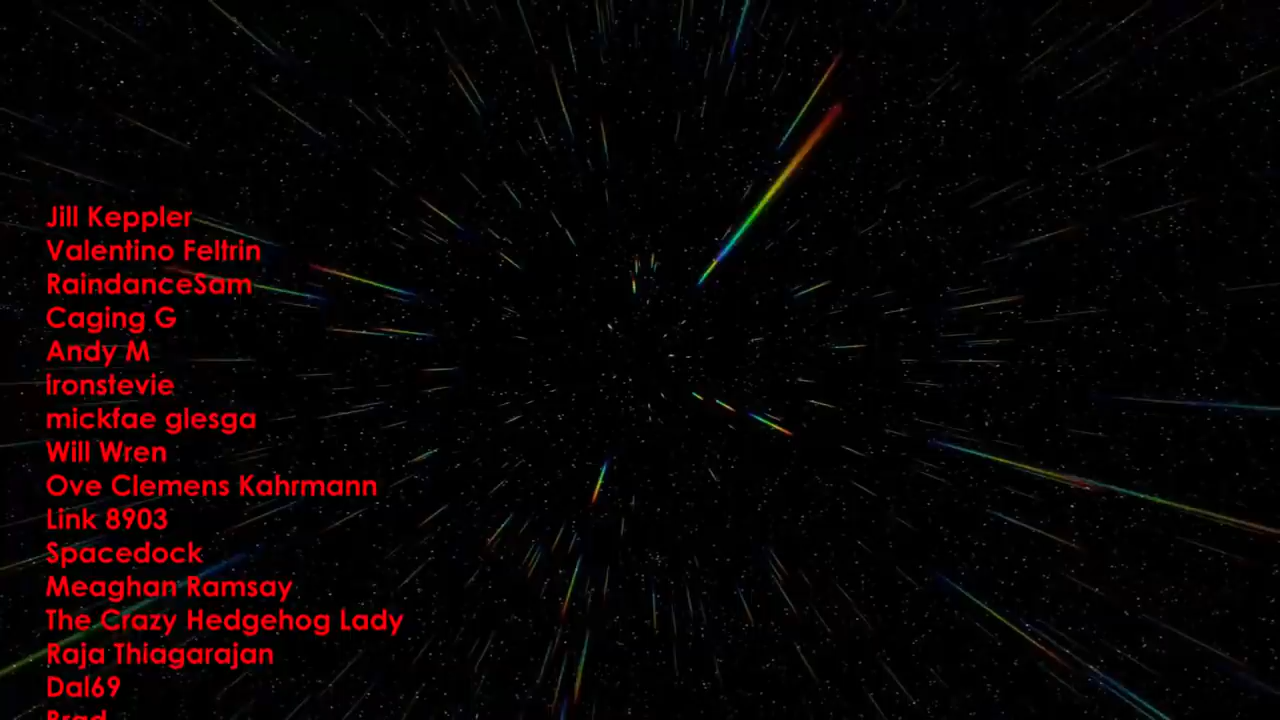 Jill Keppler
Valentino Feltrin
RaindanceSam
Caging G
Andy M
ironstevie
mickfae glesga
Will Wren
Ove Clemens Kahrmann
Link 8903
Spacedock
Meaghan Ramsay
The Crazy Hedgehog Lady
Raja Thiagarajan
Dal69
Brad